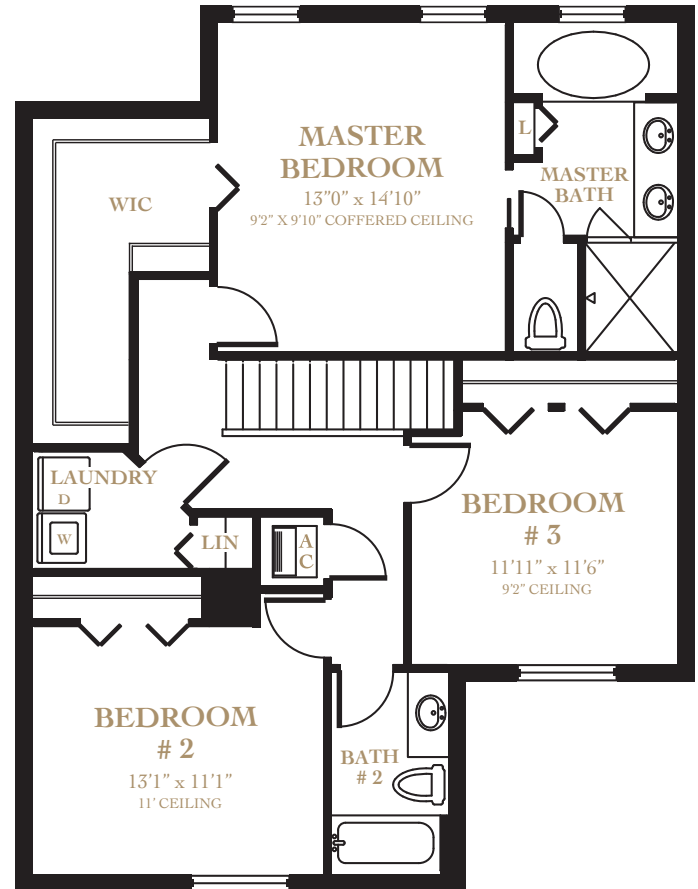 MASTER
BEDROOM
13"0" x 14'10"
9'2" X 9'10" COFFERED CEILING
L
MASTER
BATH
WIC
LAUNDRY
D
W
LIN
A
C
BEDROOM
# 3
11'11" x 11'6"
9'2" CEILING
BEDROOM
# 2
13'1" x 11'1"
11' CEILING
BATH
# 2